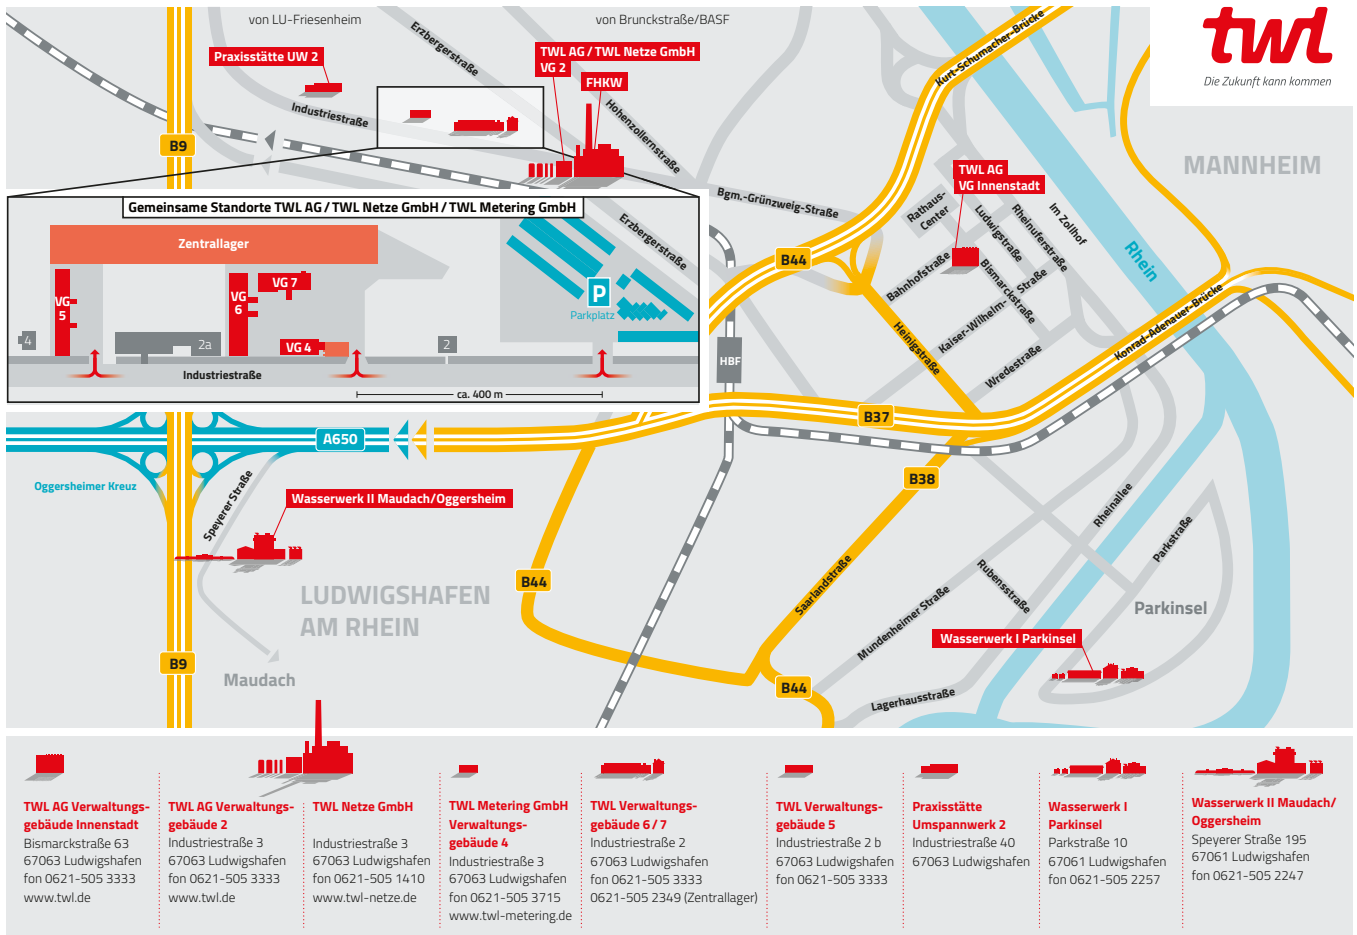 von LU-Friesenheim
von Brunckstraße/BASF
twl
Die Zukunft kann kommen
Erzbergerstraße
Praxisstätte UW 2
TWL AG / TWL Netze GmbH
VG 2
FHKW
Kurt-Schumacher-Brücke
Industriestraße
Hohenzollernstraße
B9
MANNHEIM
TWL AG
VG Innenstadt
Bgm.-Grünzweig-Straße
Rathaus-
Center
Ludwigstraße
Rheinuferstraße
Im Zollhof
Rhein
Gemeinsame Standorte TWL AG / TWL Netze GmbH / TWL Metering GmbH
Erzbergerstraße
Zentrallager
B44
Bahnhofstraße
Bismarckstraße
Kaiser-Wilhelm-
Straße
VG
5
VG
6
VG 7
P
Parkplatz
4
2a
VG 4
2
Industriestraße
ca. 400 m
HBF
Heinigstraße
Wredestraße
Konrad-Adenauer-Brücke
B37
A650
Oggersheimer Kreuz
Speyerer Straße
Wasserwerk II Maudach/Oggersheim
B38
Rheinallee
Parkstraße
B44
Saarlandstraße
Rubensstraße
Mundenheimer Straße
Parkinsel
LUDWIGSHAFEN
AM RHEIN
Wasserwerk I Parkinsel
B9
Maudach
B44
Lagerhausstraße
TWL AG Verwaltungs-
gebäude Innenstadt
Bismarckstraße 63
67063 Ludwigshafen
fon 0621-505 3333
www.twl.de
TWL AG Verwaltungs-
gebäude 2
Industriestraße 3
67063 Ludwigshafen
fon 0621-505 3333
www.twl.de
TWL Netze GmbH
Industriestraße 3
67063 Ludwigshafen
fon 0621-505 1410
www.twl-netze.de
TWL Metering GmbH
Verwaltungs-
gebäude 4
Industriestraße 3
67063 Ludwigshafen
fon 0621-505 3715
www.twl-metering.de
TWL Verwaltungs-
gebäude 6 / 7
Industriestraße 2
67063 Ludwigshafen
fon 0621-505 3333
0621-505 2349 (Zentrallager)
TWL Verwaltungs-
gebäude 5
Industriestraße 2 b
67063 Ludwigshafen
fon 0621-505 3333
Praxisstätte
Umspannwerk 2
Industriestraße 40
67063 Ludwigshafen
Wasserwerk I
Parkinsel
Parkstraße 10
67061 Ludwigshafen
fon 0621-505 2257
Wasserwerk II Maudach/
Oggersheim
Speyerer Straße 195
67061 Ludwigshafen
fon 0621-505 2247